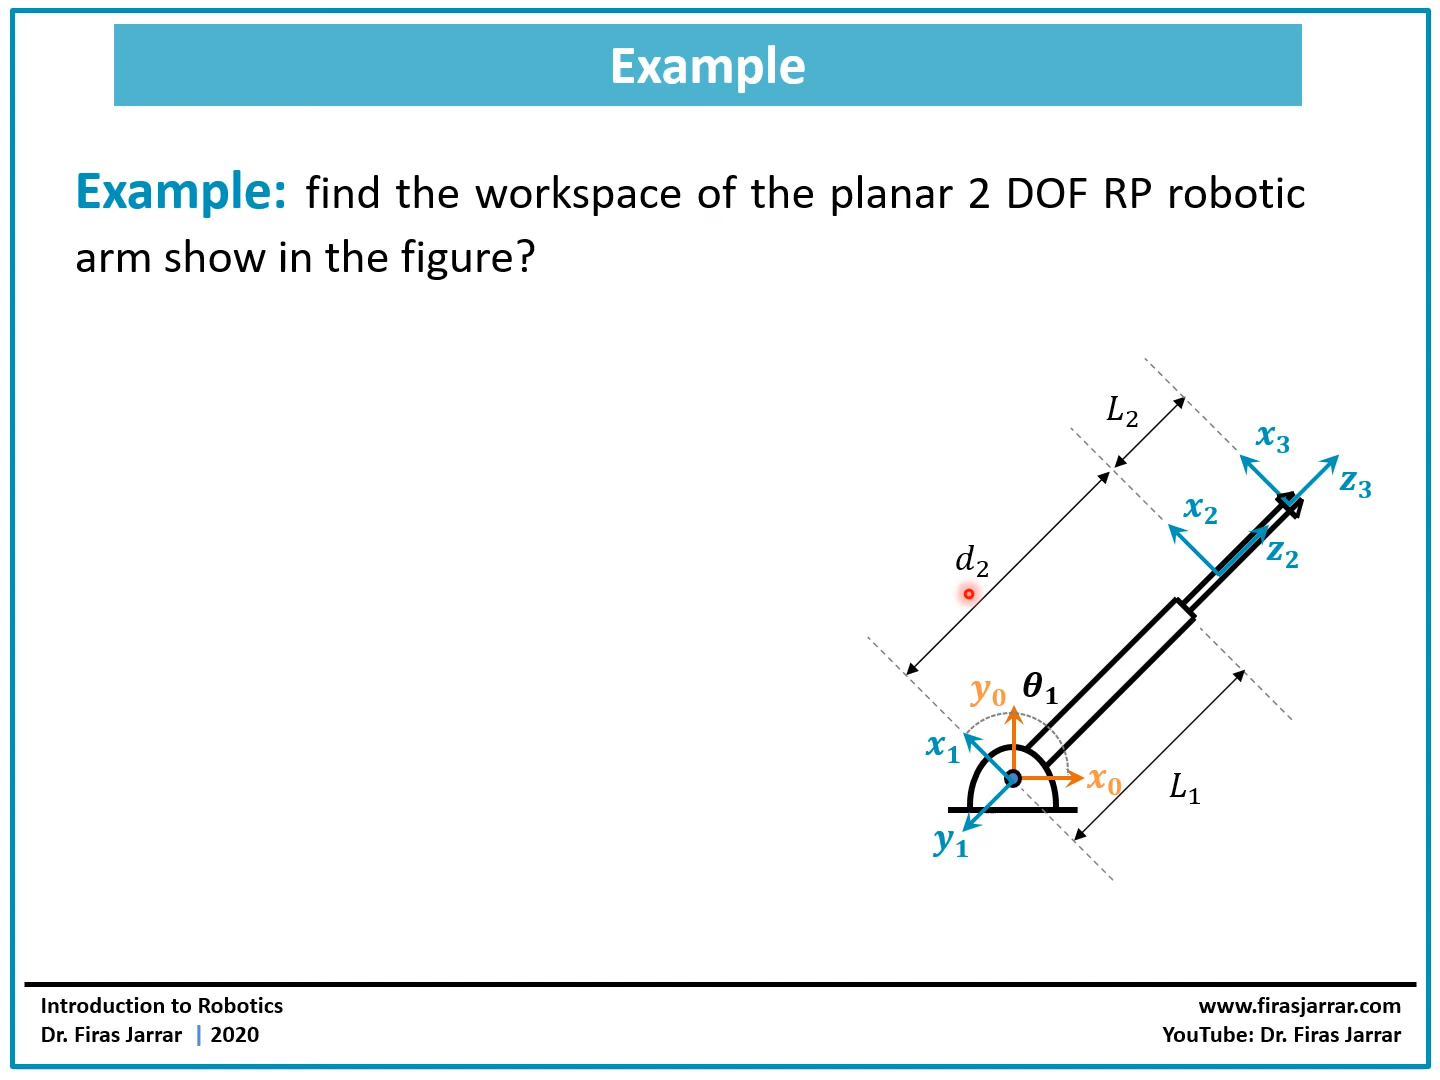 Example
Example: find the workspace of the planar 2 DOF RP robotic
arm show in the figure?
L₂
x₃
z₃
x₂
z₂
d₂
y₀
θ₁
x₁
x₀
L₁
y₁
Introduction to Robotics
Dr. Firas Jarrar | 2020
www.firasjarrar.com
YouTube: Dr. Firas Jarrar